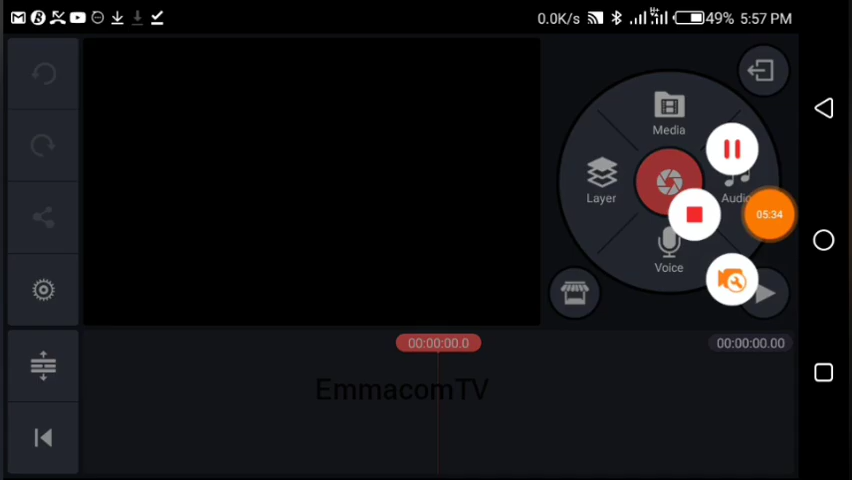 0.0K/s 49% 5:57 PM
Media
Layer
Audio
05:34
Voice
00:00:00.0
00:00:00.00
EmmacomTV